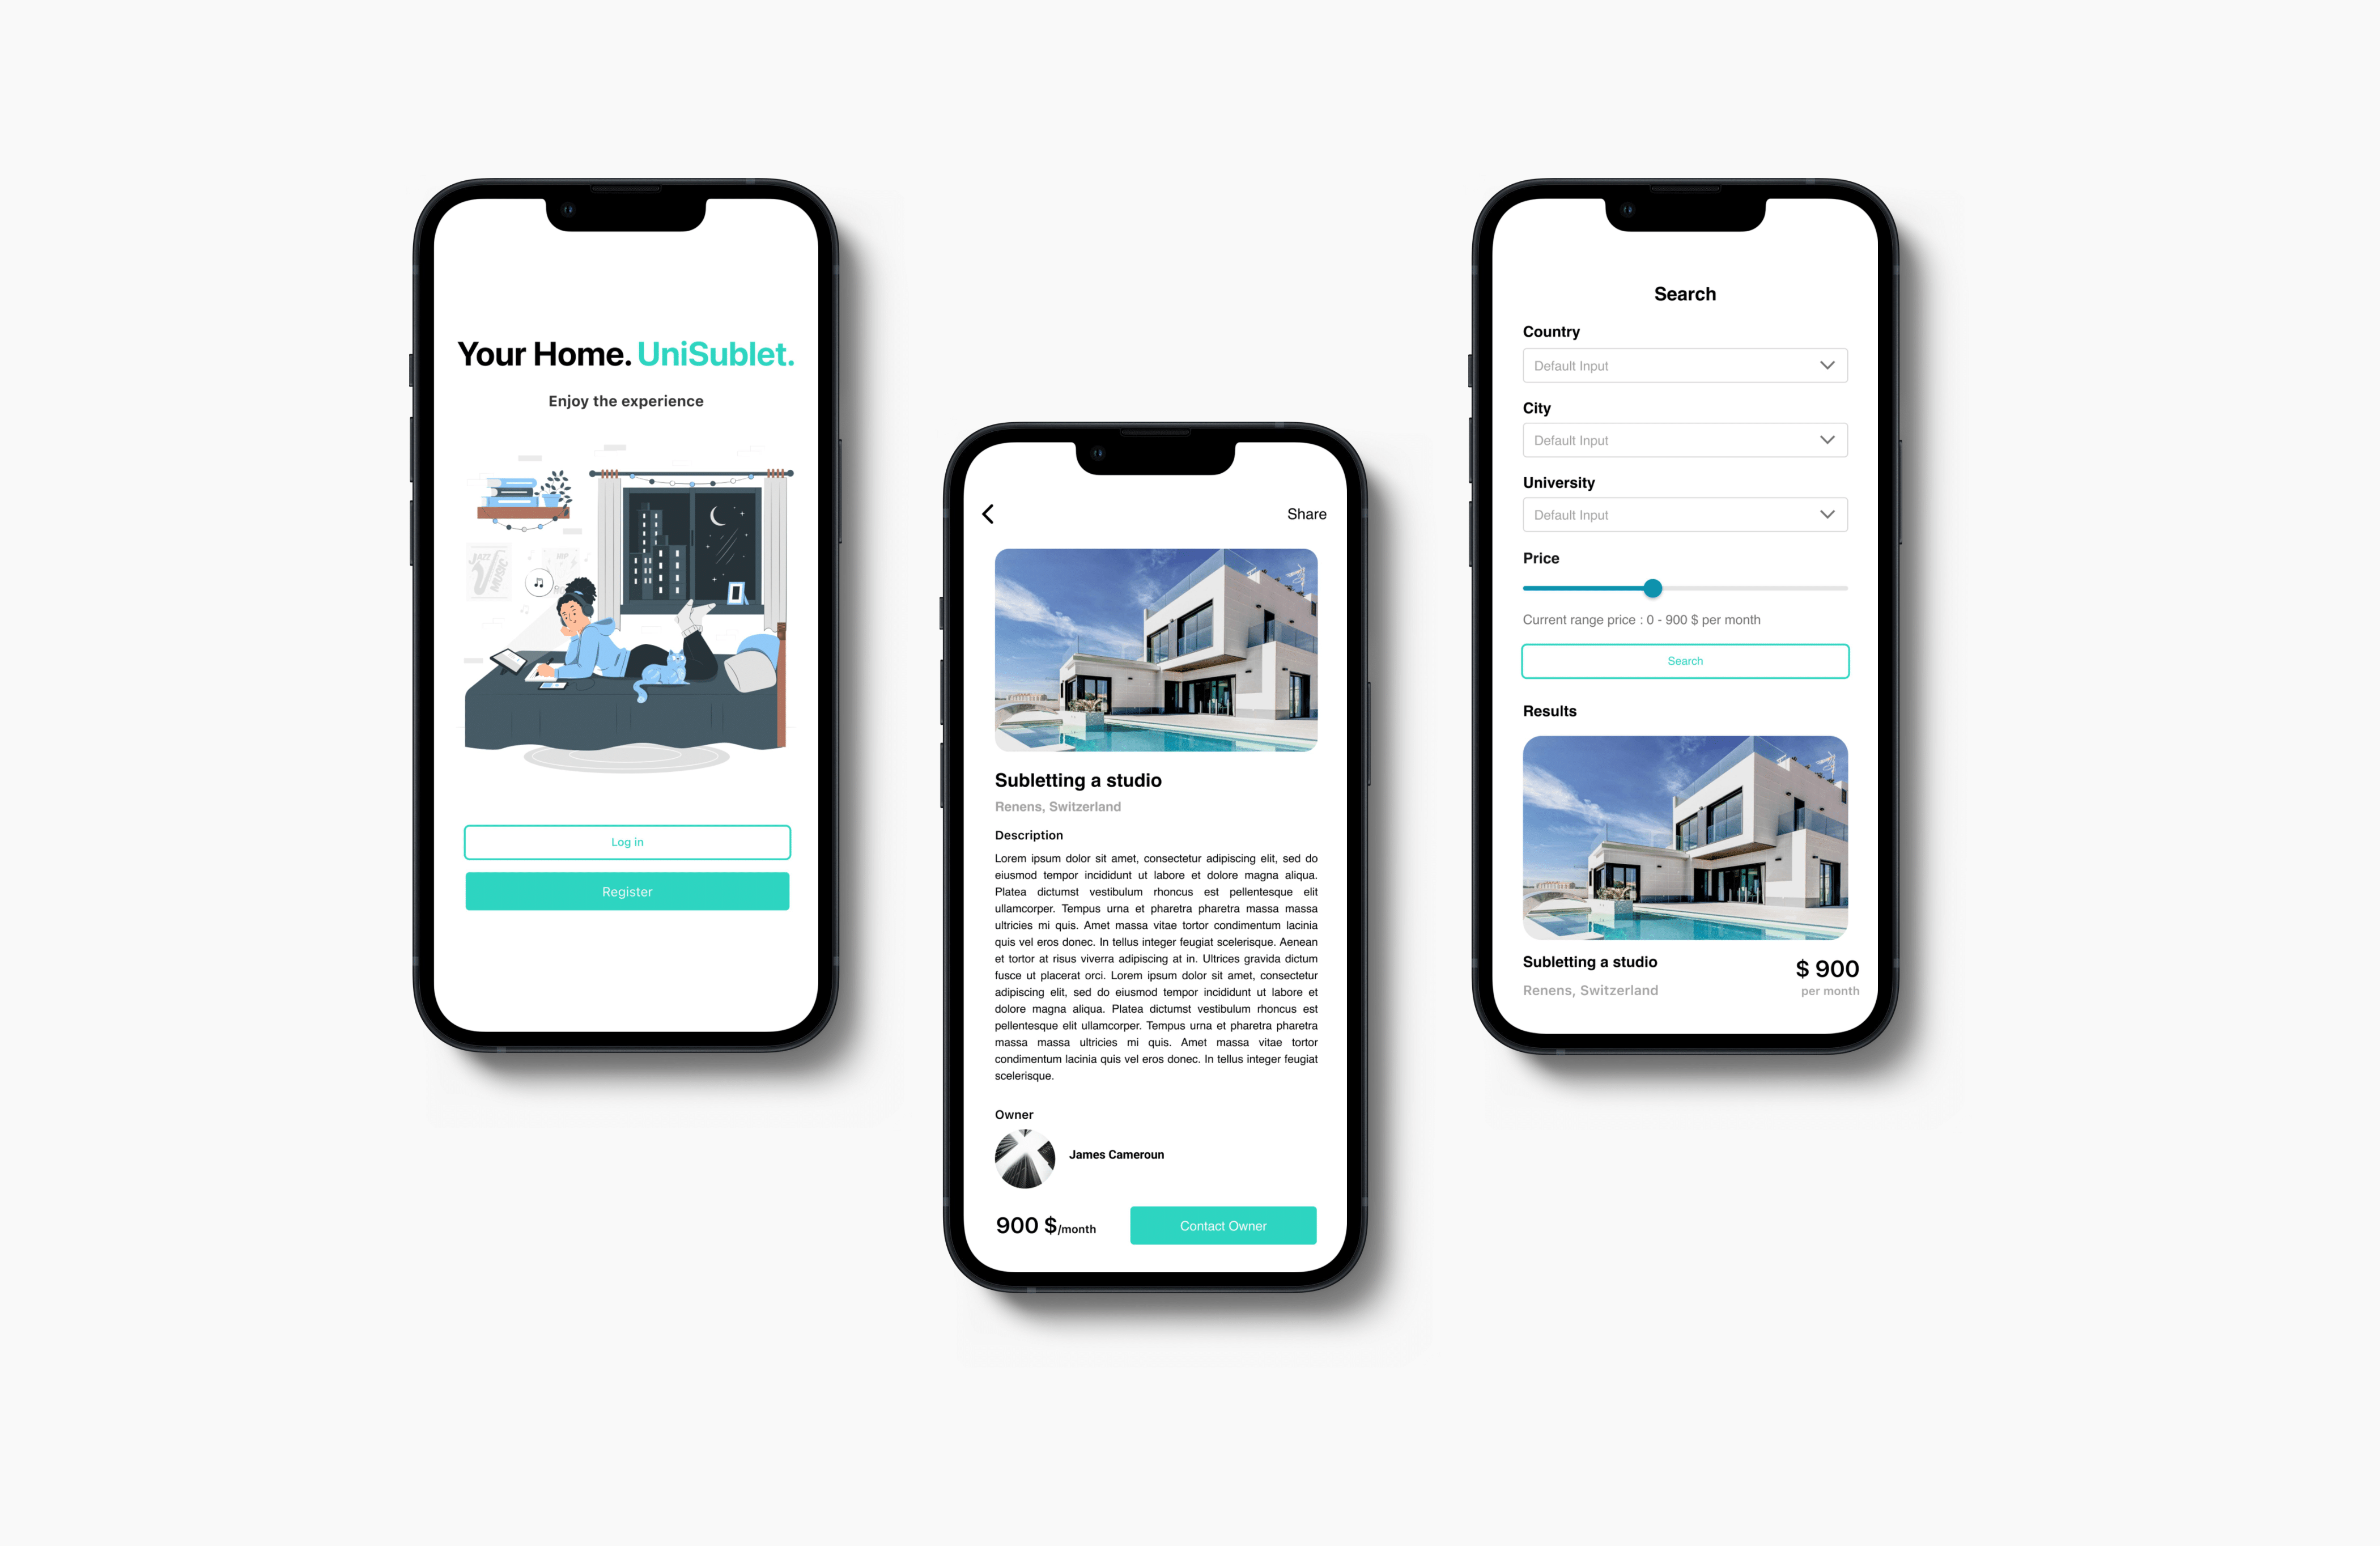 Your Home. UniSublet.
Enjoy the experience
JAZZ
MUSIC
Log in
Register
Share
Subletting a studio
Renens, Switzerland
Description
Lorem ipsum dolor sit amet, consectetur adipiscing elit, sed do
eiusmod tempor incididunt ut labore et dolore magna aliqua.
Platea dictumst vestibulum rhoncus est pellentesque elit
ullamcorper. Tempus urna et pharetra pharetra massa massa
ultricies mi quis. Amet massa vitae tortor condimentum lacinia
quis vel eros donec. In tellus integer feugiat scelerisque. Aenean
et tortor at risus viverra adipiscing at in. Ultrices gravida dictum
fusce ut placerat orci. Lorem ipsum dolor sit amet, consectetur
adipiscing elit, sed do eiusmod tempor incididunt ut labore et
dolore magna aliqua. Platea dictumst vestibulum rhoncus est
pellentesque elit ullamcorper. Tempus urna et pharetra pharetra
massa massa ultricies mi quis. Amet massa vitae tortor
condimentum lacinia quis vel eros donec. In tellus integer feugiat
scelerisque.
Owner
James Cameroun
900 $/month
Contact Owner
Search
Country
Default Input
City
Default Input
University
Default Input
Price
Current range price : 0 - 900 $ per month
Search
Results
Subletting a studio
$ 900
Renens, Switzerland
per month